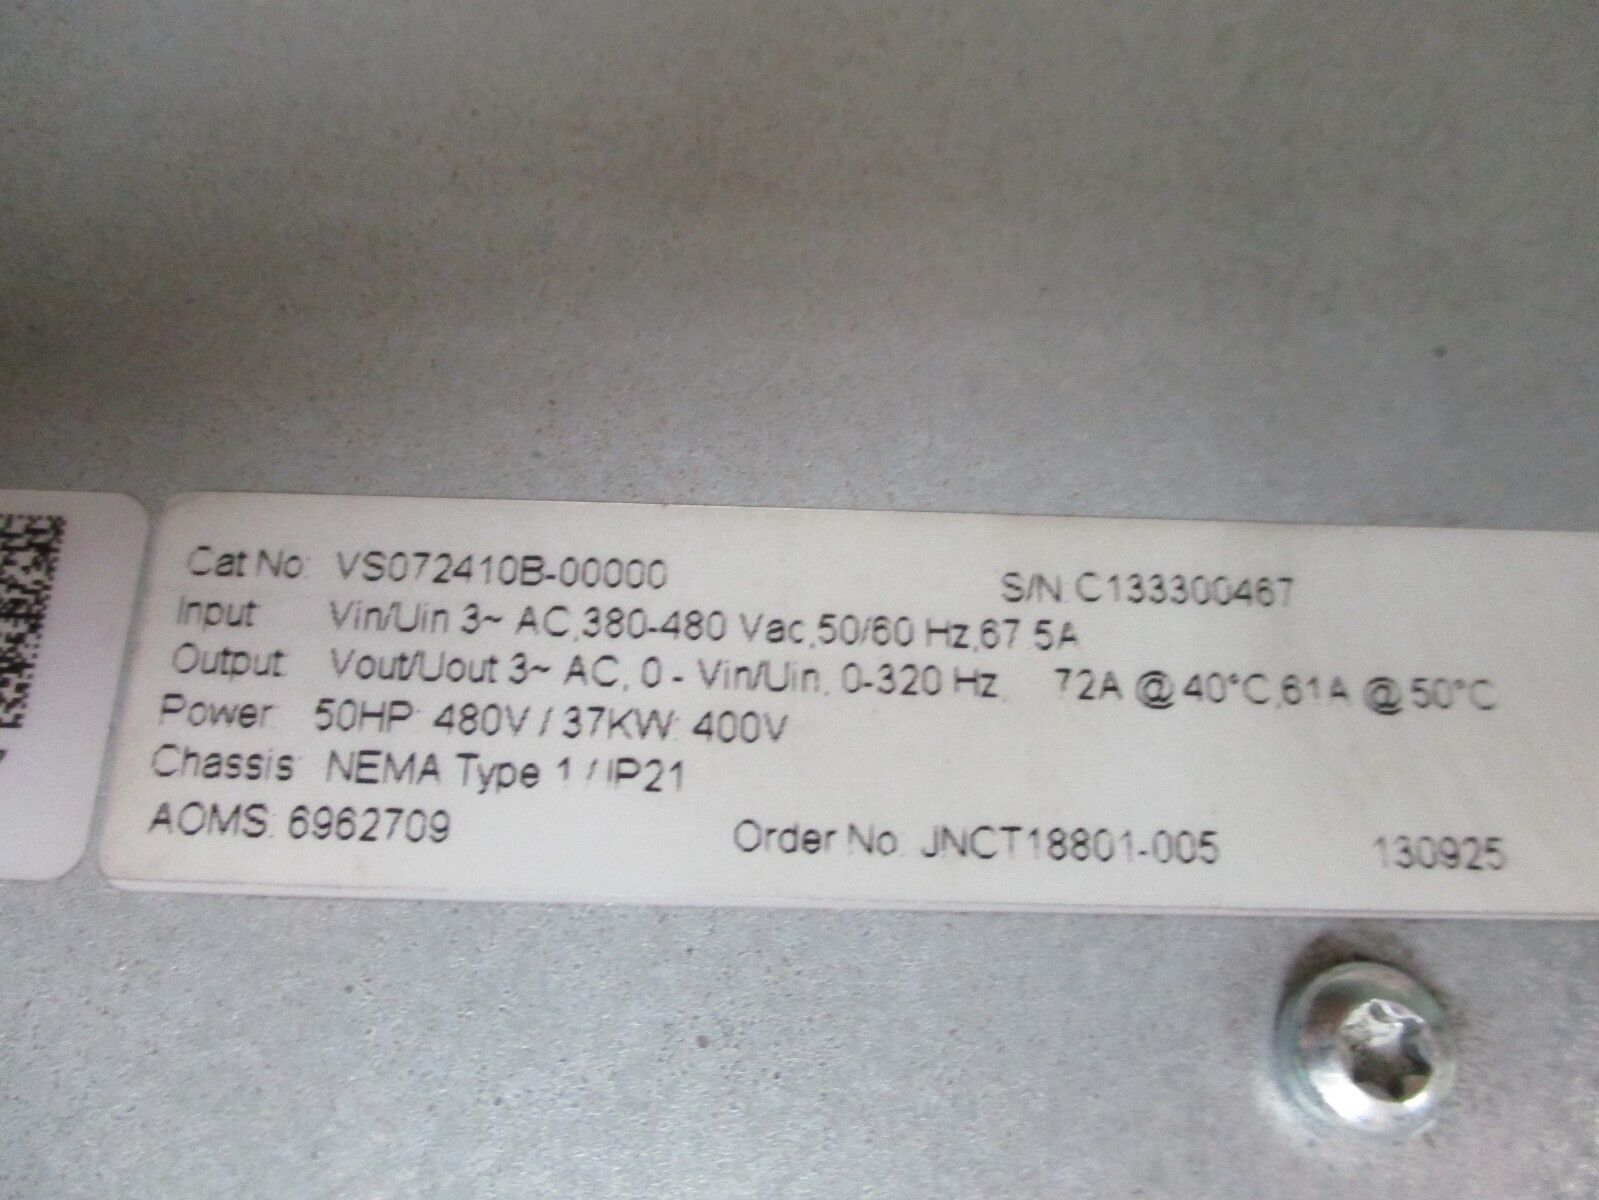 Cat No: VS072410B-00000 S/N:C133300467
Input: Vin/Uin 3~ AC,380-480 Vac,50/60 Hz,67.5A
Output: Vout/Uout 3~ AC, 0 - Vin/Uin, 0-320 Hz, 72A @ 40°C,61A @ 50°C
Power: 50HP: 480V / 37KW: 400V
Chassis: NEMA Type 1 / IP21
AOMS: 6962709 Order No: JNCT18801-005 130925